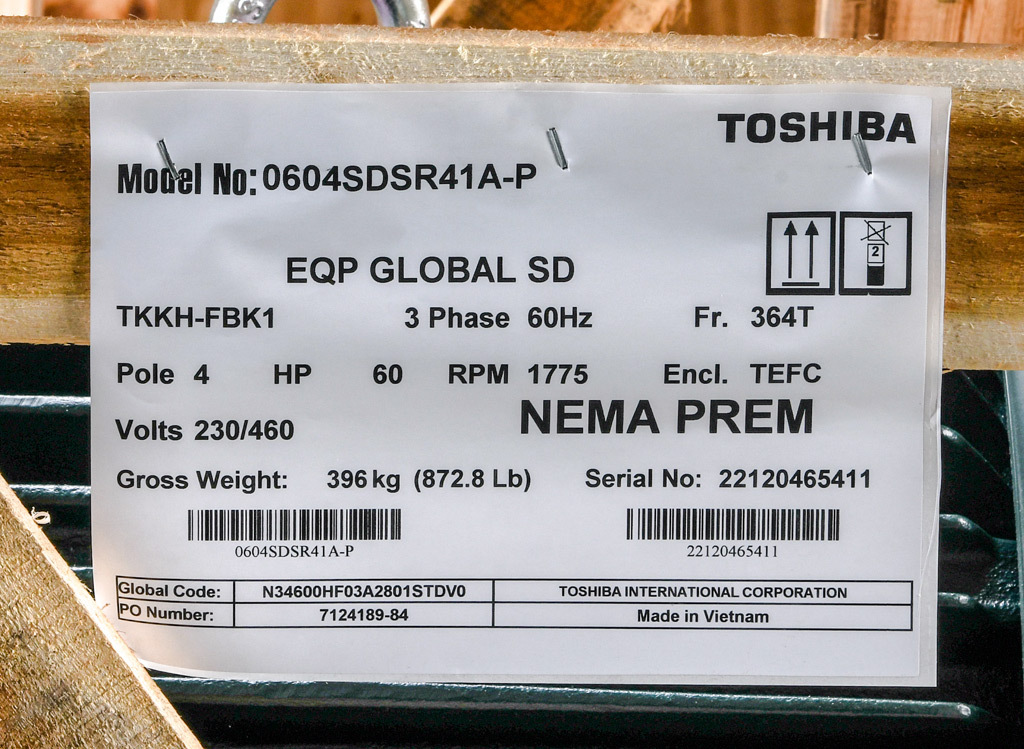 TOSHIBA
Model No: 0604SDSR41A-P
2
EQP GLOBAL SD
TKKH-FBK1 3 Phase 60Hz Fr. 364T
Pole 4 HP 60 RPM 1775 Encl. TEFC
Volts 230/460 NEMA PREM
Gross Weight: 396 kg (872.8 Lb) Serial No: 22120465411
0604SDSR41A-P 22120465411
Global Code: N34600HF03A2801STDV0 TOSHIBA INTERNATIONAL CORPORATION
PO Number: 7124189-84 Made in Vietnam